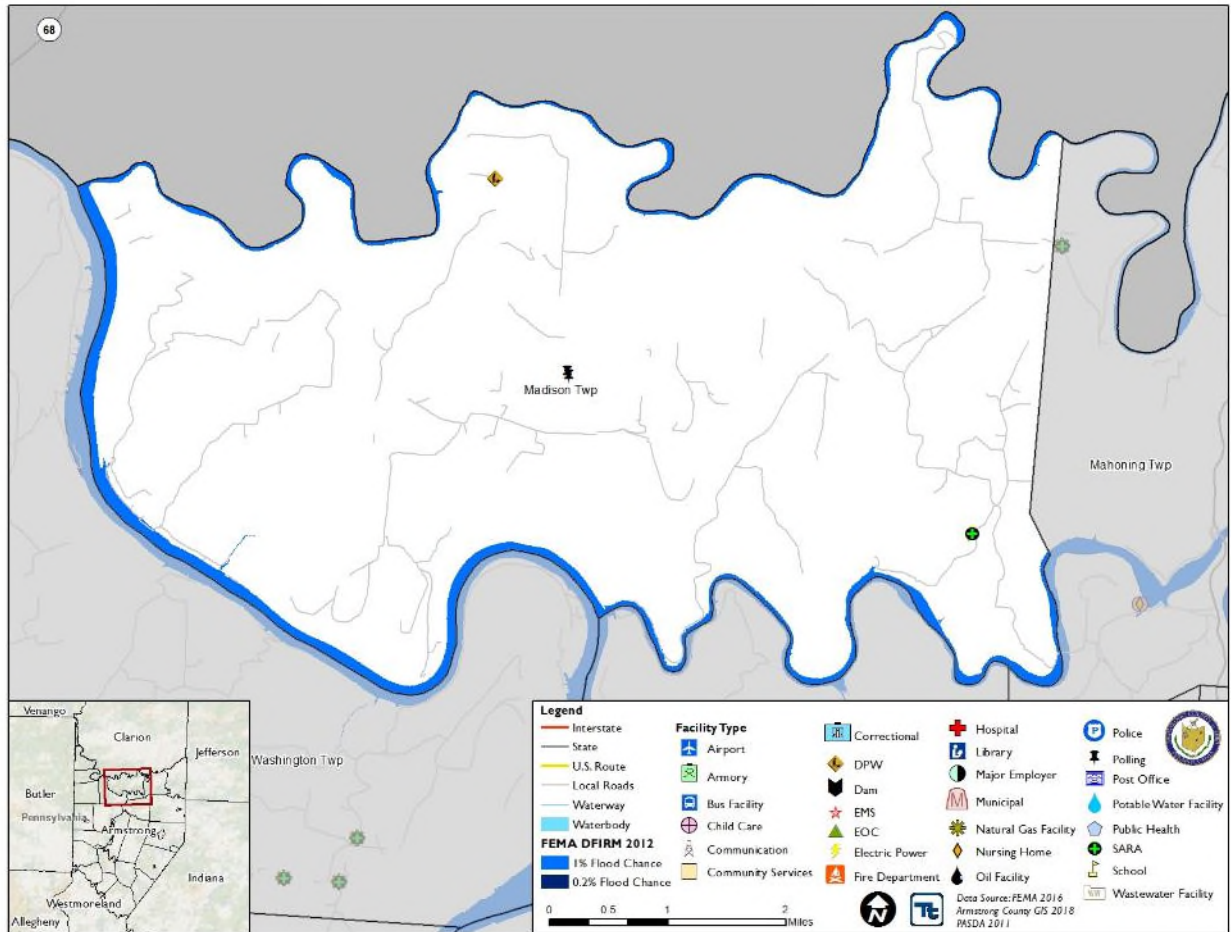 68
Madison Twp
Mahoning Twp
Washington Twp
Venango
Clarion
Jefferson
Butler
Pennsylvania
Armstrong
Indiana
Westmoreland
Allegheny
Legend
Interstate
State
U.S. Route
Local Roads
Waterway
Waterbody
FEMA DFIRM 2012
1% Flood Chance
0.2% Flood Chance
Facility Type
Airport
Armory
Bus Facility
Child Care
Communication
Community Services
Correctional
DPW
Dam
EMS
EOC
Electric Power
Fire Department
Hospital
Library
Major Employer
Municipal
Natural Gas Facility
Nursing Home
Oil Facility
P Police
Polling
Post Office
Potable Water Facility
Public Health
SARA
School
Wastewater Facility
0 0.5 1 2
Miles
N
Tt
Data Source: FEMA 2016
Armstrong County GIS 2018
PASDA 2011